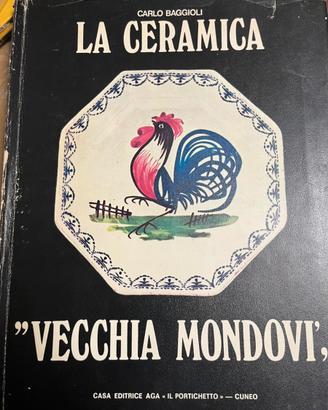 CARLO BAGGIOLI
LA CERAMICA
"VECCHIA MONDOVI',,
CASA EDITRICE AGA « IL PORTICHETTO » — CUNEO